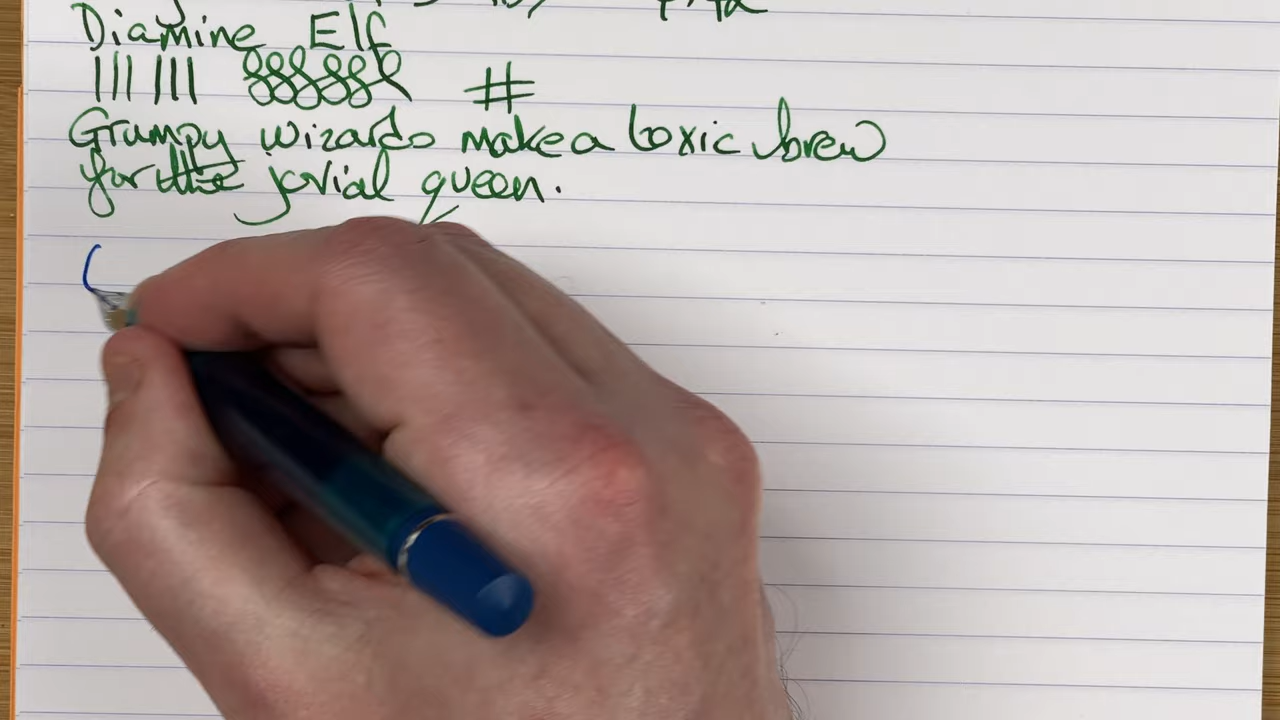 Diamine Elf
#
Grumpy wizards make a toxic brew
for the jovial queen.